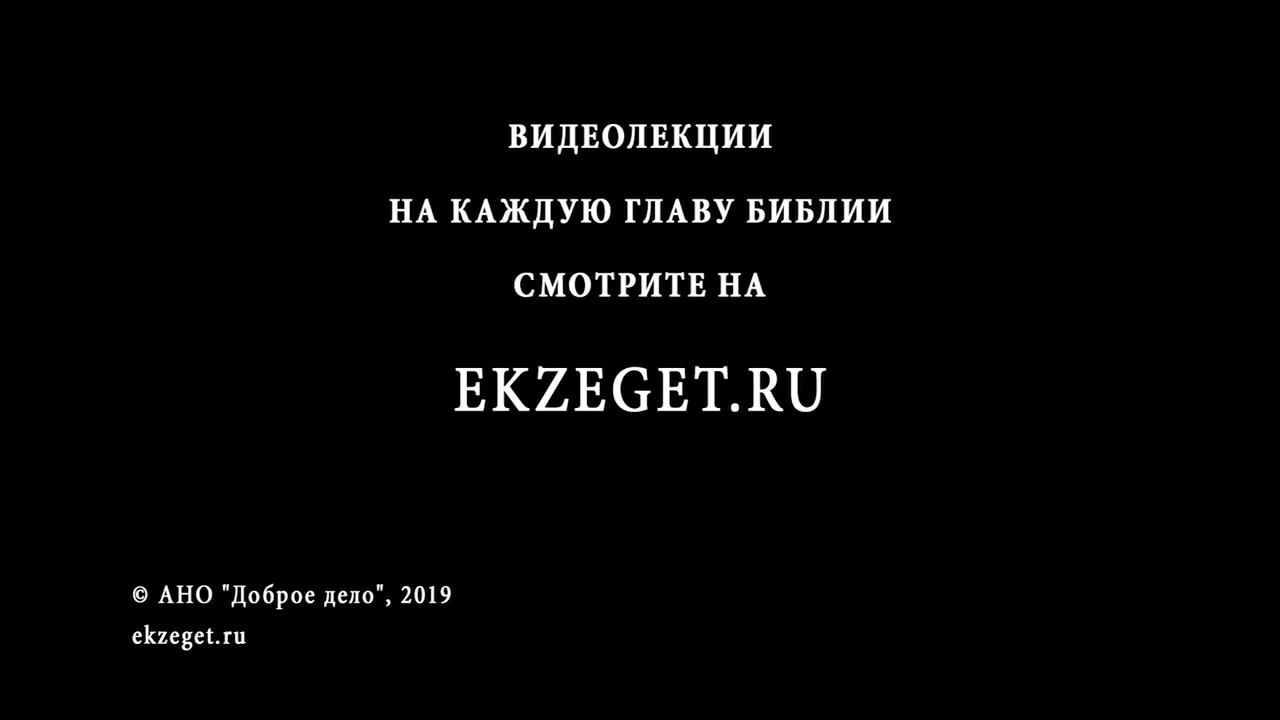 ВИДЕОЛЕКЦИИ
НА КАЖДУЮ ГЛАВУ БИБЛИИ
СМОТРИТЕ НА
EKZEGET.RU
© АНО "Доброе дело", 2019
ekzeget.ru